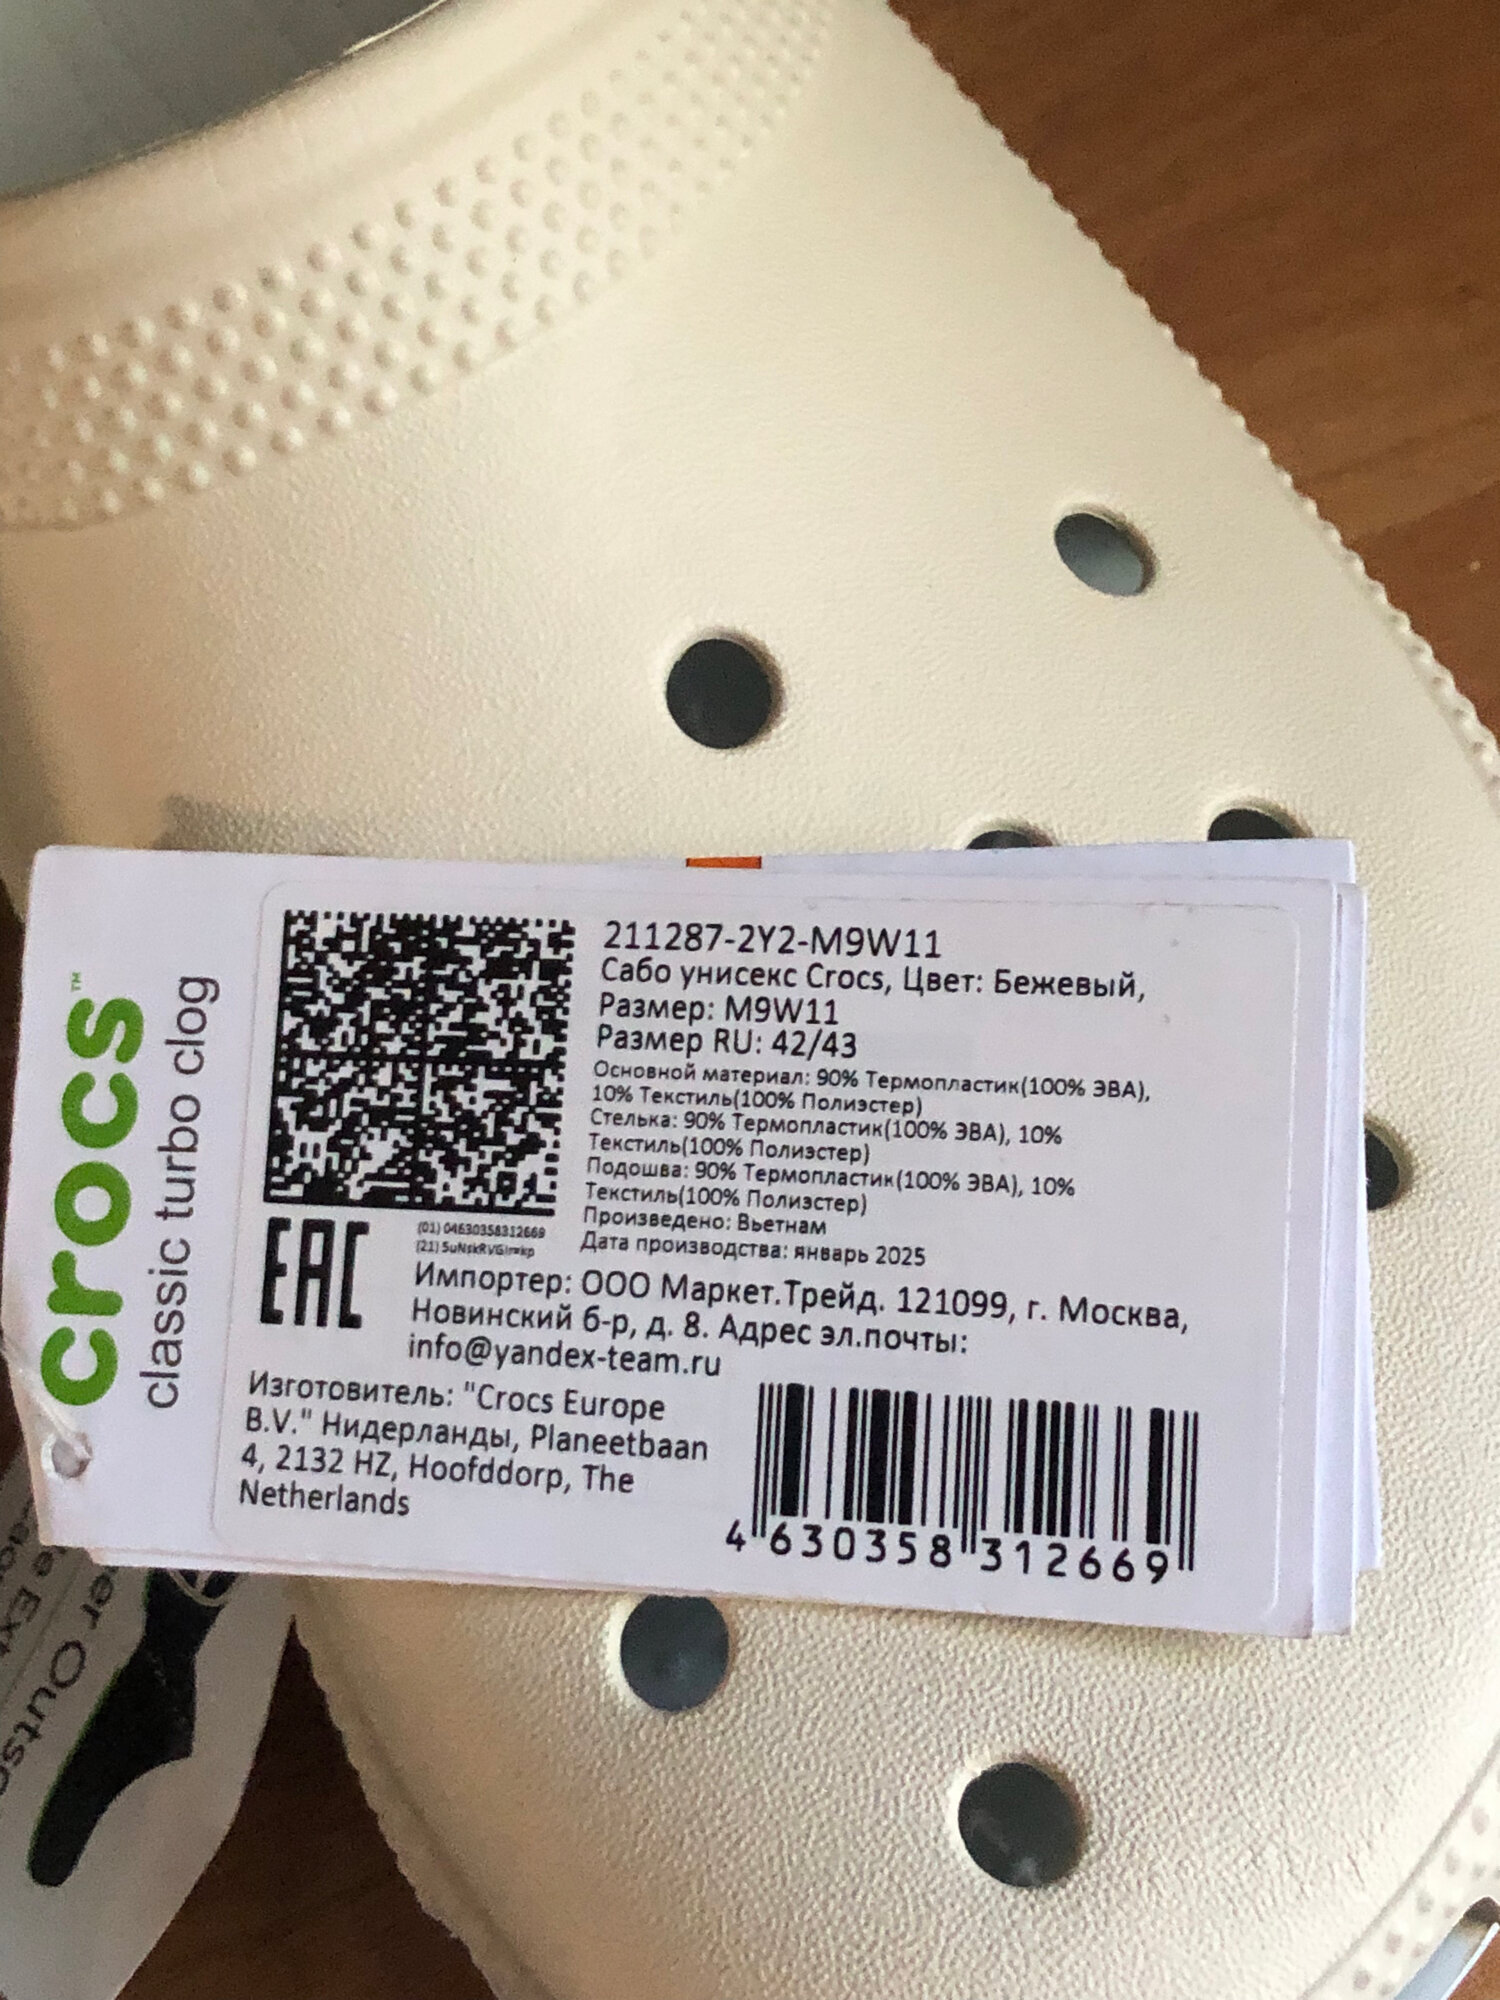 crocs™
classic turbo clog
211287-2Y2-M9W11
Сабо унисекс Crocs, Цвет: Бежевый,
Размер: M9W11
Размер RU: 42/43
Основной материал: 90% Термопластик(100% ЭВА),
10% Текстиль(100% Полиэстер)
Стелька: 90% Термопластик(100% ЭВА), 10%
Текстиль(100% Полиэстер)
Подошва: 90% Термопластик(100% ЭВА), 10%
Текстиль(100% Полиэстер)
Произведено: Вьетнам
Дата производства: январь 2025
EAC
(01) 04630358312669
Импортер: ООО Маркет.Трейд. 121099, г. Москва,
Новинский б-р, д. 8. Адрес эл.почты:
info@yandex-team.ru
Изготовитель: "Crocs Europe
B.V." Нидерланды, Planeetbaan
4, 2132 HZ, Hoofddorp, The
Netherlands
4 630358 312669